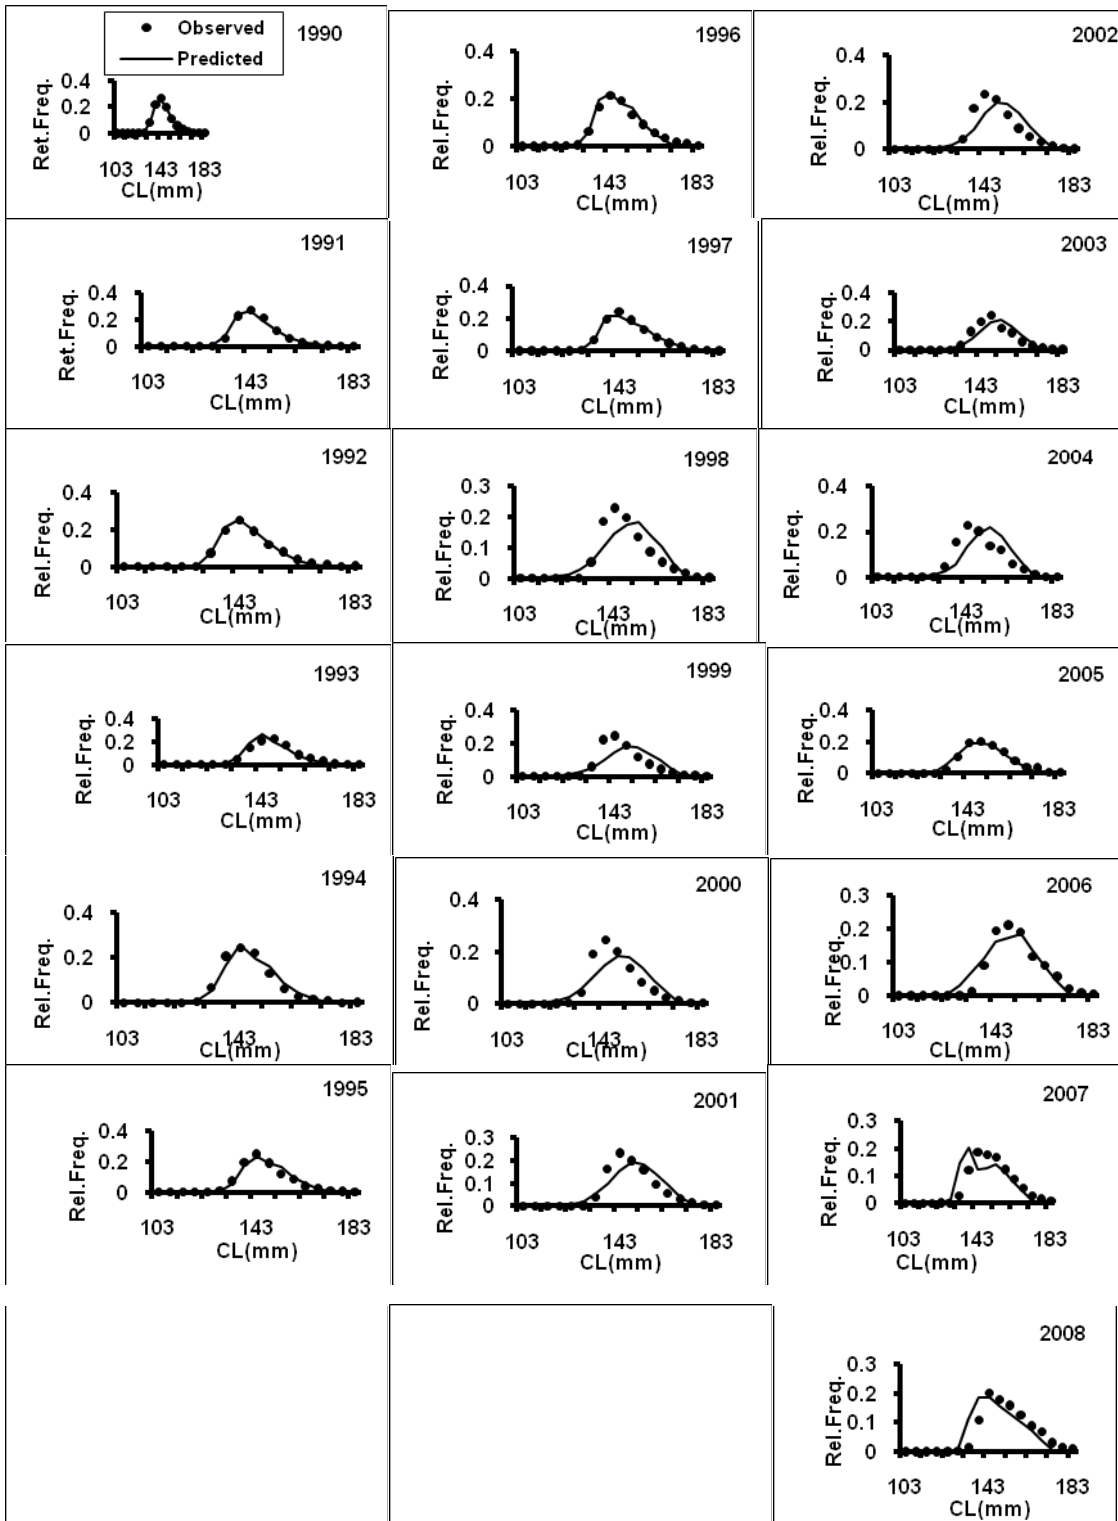 Observed
Predicted
1990
Ret.Freq.
0.4
0.2
0
103 143 183
CL(mm)
1996
Rel.Freq.
0.4
0.2
0
103 143 183
CL(mm)
2002
Rel.Freq.
0.4
0.2
0
103 143 183
CL(mm)
1991
Ret.Freq.
0.4
0.2
0
103 143 183
CL(mm)
1997
Rel.Freq.
0.4
0.2
0
103 143 183
CL(mm)
2003
Rel.Freq.
0.4
0.2
0
103 143 183
CL(mm)
1992
Rel.Freq.
0.4
0.2
0
103 143 183
CL(mm)
1998
Rel.Freq.
0.3
0.2
0.1
0
103 143 183
CL(mm)
2004
Rel.Freq.
0.4
0.2
0
103 143 183
CL(mm)
1993
Rel.Freq.
0.4
0.2
0
103 143 183
CL(mm)
1999
Rel.Freq.
0.4
0.2
0
103 143 183
CL(mm)
2005
Rel.Freq.
0.4
0.2
0
103 143 183
CL(mm)
1994
Rel.Freq.
0.4
0.2
0
103 143 183
CL(mm)
2000
Rel.Freq.
0.4
0.2
0
103 143 183
CL(mm)
2006
Rel.Freq.
0.3
0.2
0.1
0
103 143 183
CL(mm)
1995
Rel.Freq.
0.4
0.2
0
103 143 183
CL(mm)
2001
Rel.Freq.
0.3
0.2
0.1
0
103 143 183
CL(mm)
2007
Rel.Freq.
0.3
0.2
0.1
0
103 143 183
CL(mm)
2008
Rel.Freq.
0.3
0.2
0.1
0
103 143 183
CL(mm)